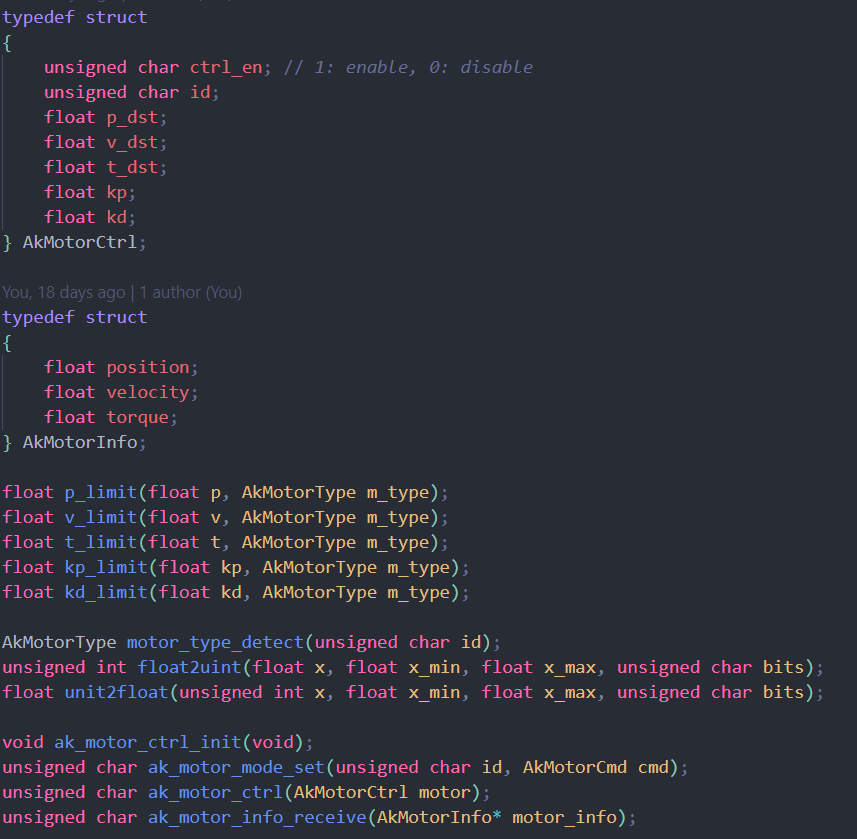 typedef struct
{
    unsigned char ctrl_en; // 1: enable, 0: disable
    unsigned char id;
    float p_dst;
    float v_dst;
    float t_dst;
    float kp;
    float kd;
} AkMotorCtrl;
You, 18 days ago | 1 author (You)
typedef struct
{
    float position;
    float velocity;
    float torque;
} AkMotorInfo;
float p_limit(float p, AkMotorType m_type);
float v_limit(float v, AkMotorType m_type);
float t_limit(float t, AkMotorType m_type);
float kp_limit(float kp, AkMotorType m_type);
float kd_limit(float kd, AkMotorType m_type);
AkMotorType motor_type_detect(unsigned char id);
unsigned int float2uint(float x, float x_min, float x_max, unsigned char bits);
float unit2float(unsigned int x, float x_min, float x_max, unsigned char bits);
void ak_motor_ctrl_init(void);
unsigned char ak_motor_mode_set(unsigned char id, AkMotorCmd cmd);
unsigned char ak_motor_ctrl(AkMotorCtrl motor);
unsigned char ak_motor_info_receive(AkMotorInfo* motor_info);